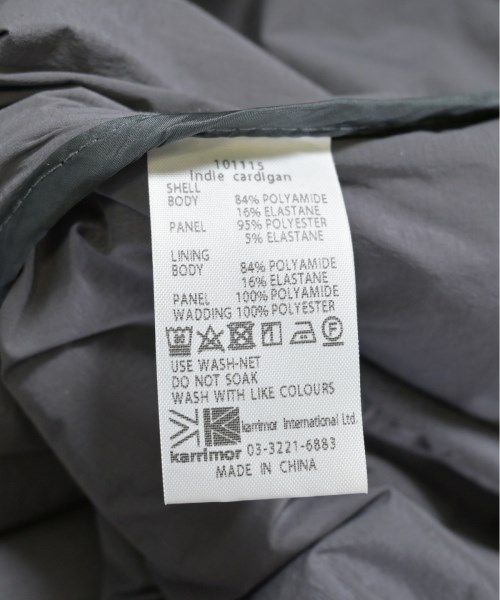 101115
Indie cardigan
SHELL
BODY 84% POLYAMIDE
16% ELASTANE
PANEL 95% POLYESTER
5% ELASTANE
LINING
BODY 84% POLYAMIDE
16% ELASTANE
PANEL 100% POLYAMIDE
WADDING 100% POLYESTER
USE WASH-NET
DO NOT SOAK
WASH WITH LIKE COLOURS
karrimor International Ltd.
karrimor 03-3221-6883
MADE IN CHINA